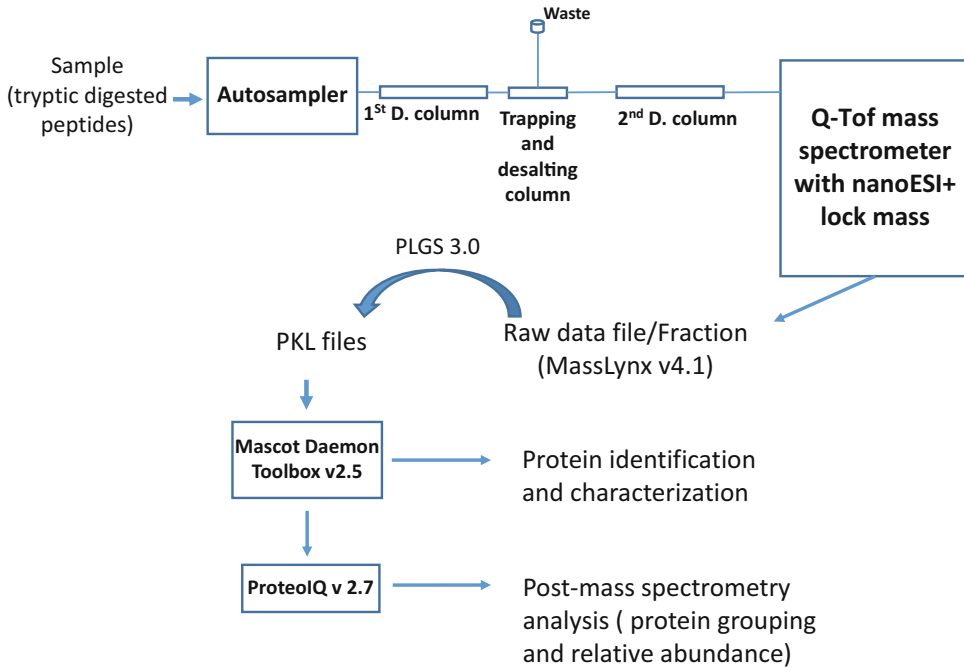 Waste
Sample
(tryptic digested
peptides)
Autosampler
1St D. column
Trapping
and
desalting
column
2nd D. column
Q-Tof mass
spectrometer
with nanoESI+
lock mass
PLGS 3.0
PKL files
Raw data file/Fraction
(MassLynx v4.1)
Mascot Daemon
Toolbox v2.5
Protein identification
and characterization
ProteoIQ v 2.7
Post-mass spectrometry
analysis ( protein grouping
and relative abundance)